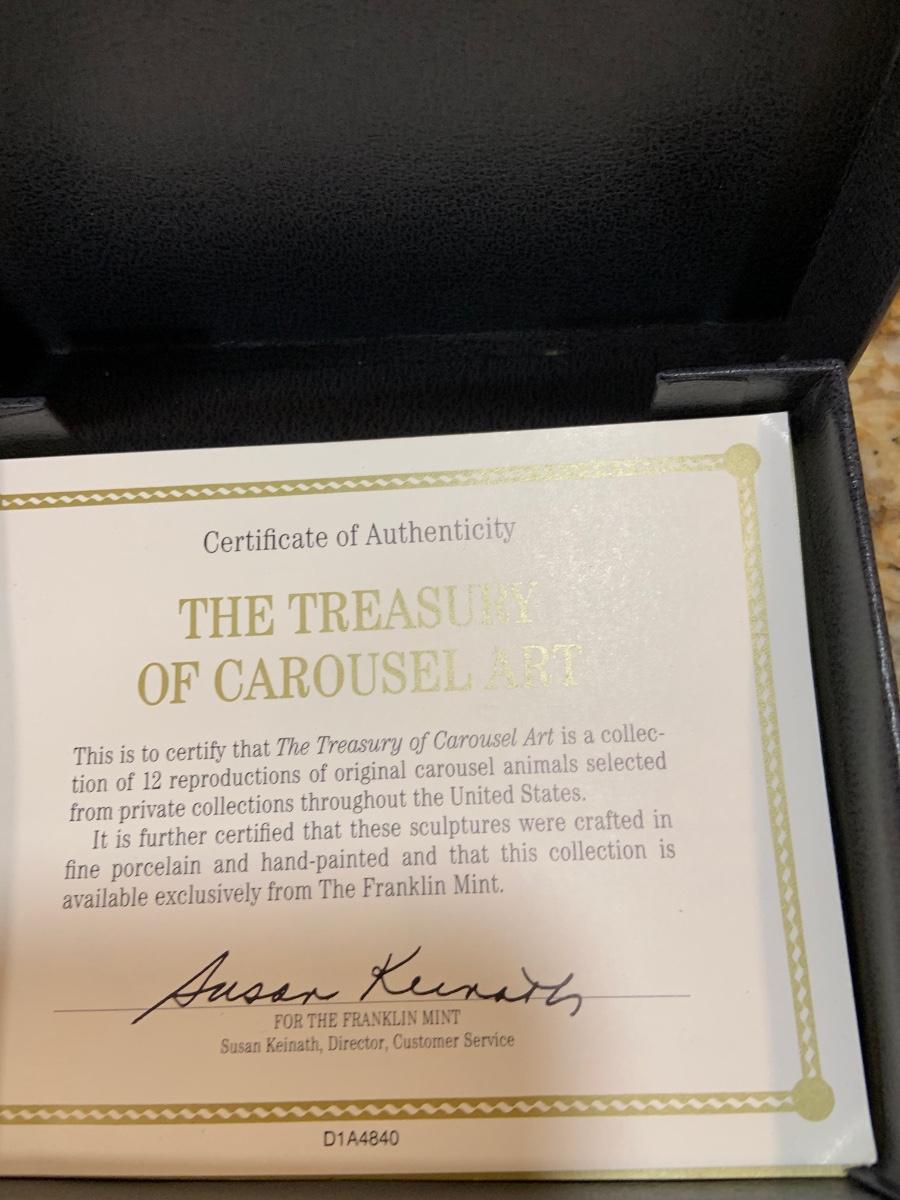 Certificate of Authenticity
THE TREASURY
OF CAROUSEL ART
This is to certify that The Treasury of Carousel Art is a collec-
tion of 12 reproductions of original carousel animals selected
from private collections throughout the United States.
It is further certified that these sculptures were crafted in
fine porcelain and hand-painted and that this collection is
available exclusively from The Franklin Mint.
Susan Keinath
FOR THE FRANKLIN MINT
Susan Keinath, Director, Customer Service
D1A4840